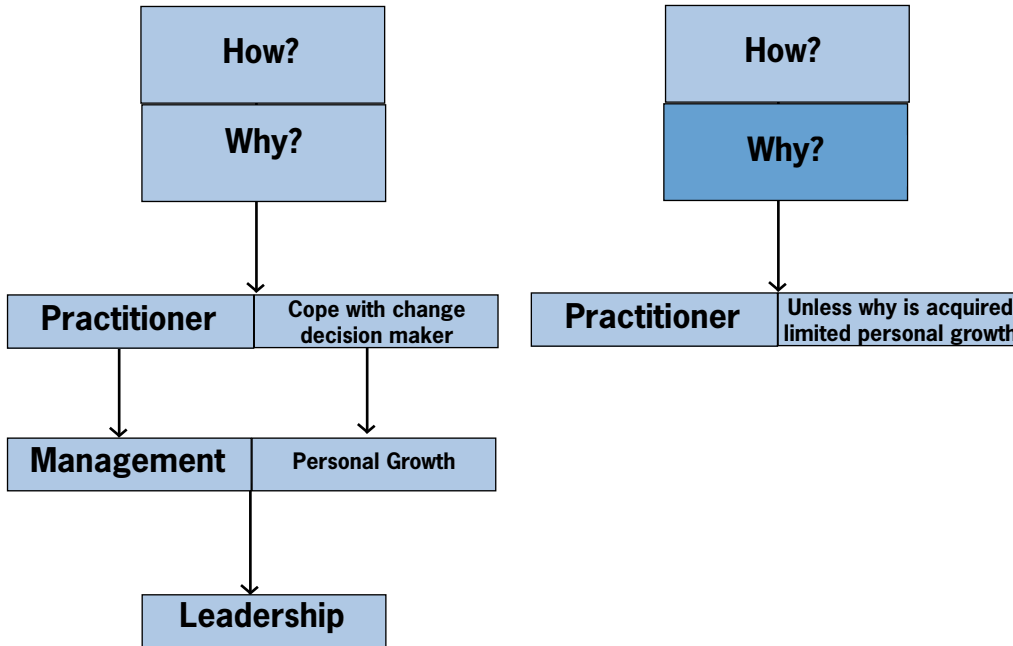 How?
Why?
Practitioner
Cope with change
decision maker
Management
Personal Growth
Leadership
How?
Why?
Practitioner
Unless why is acquired
limited personal growth